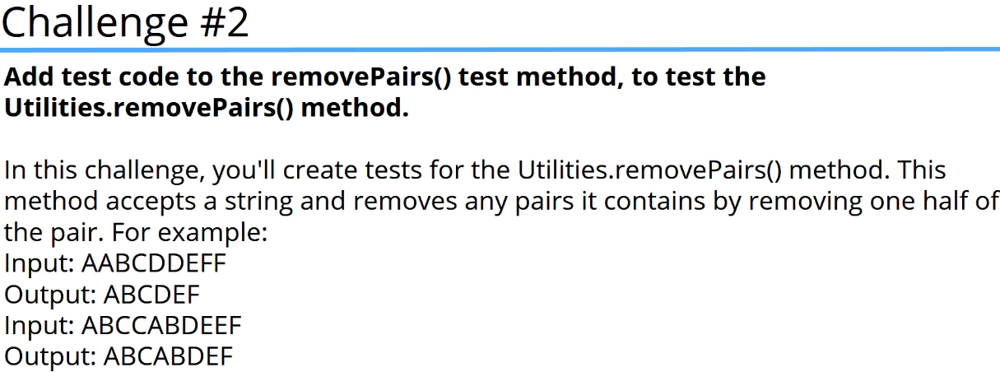 Challenge #2
Add test code to the removePairs() test method, to test the
Utilities.removePairs() method.
In this challenge, you'll create tests for the Utilities.removePairs() method. This
method accepts a string and removes any pairs it contains by removing one half of
the pair. For example:
Input: AABCDDEFF
Output: ABCDEF
Input: ABCCABDEEF
Output: ABCABDEF